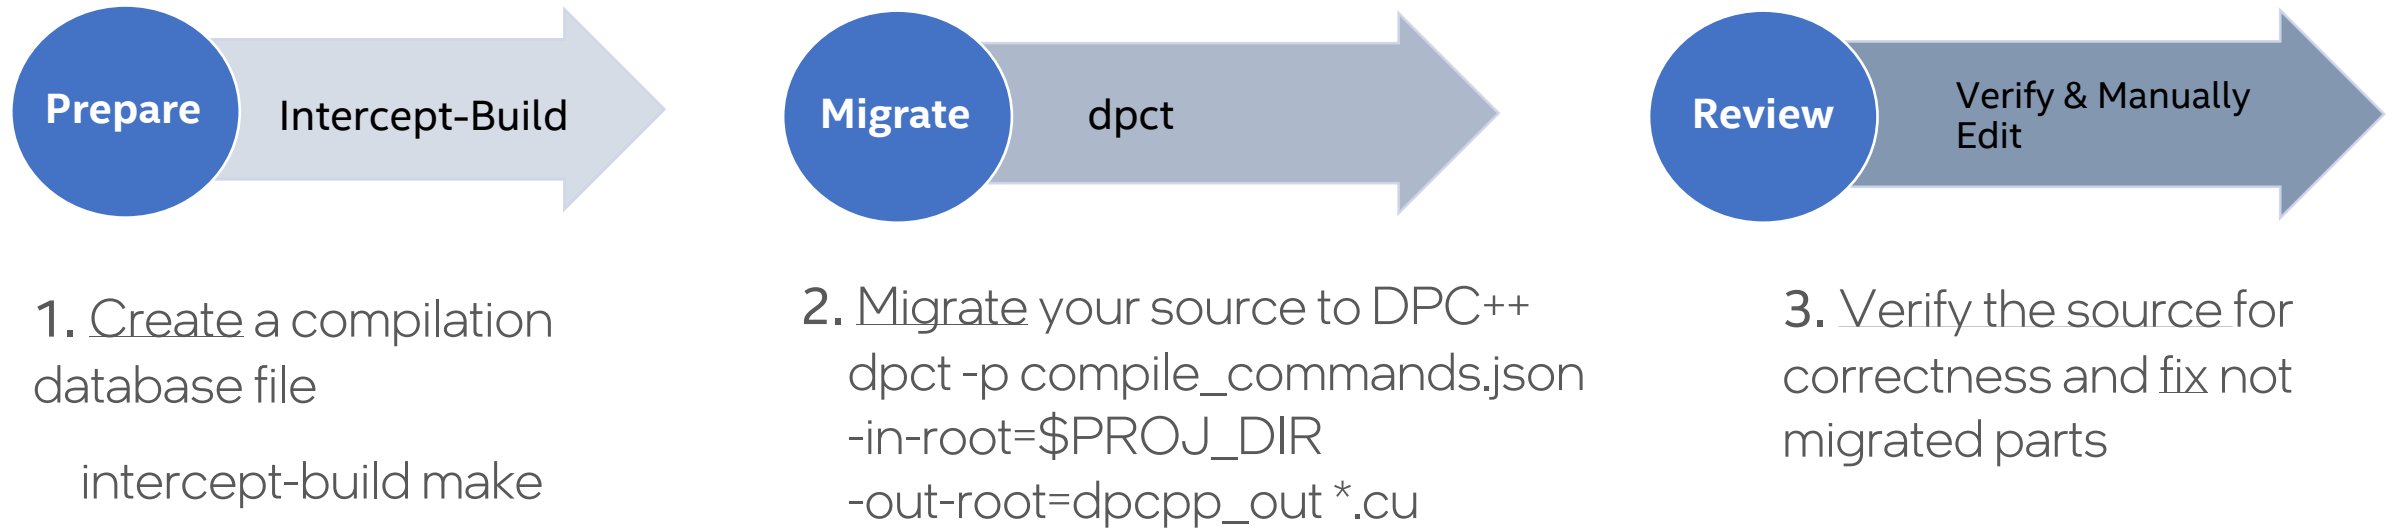 Prepare
Intercept-Build
Migrate
dpct
Review
Verify & Manually
Edit
1. Create a compilation
database file
intercept-build make
2. Migrate your source to DPC++
dpct -p compile_commands.json
-in-root=$PROJ_DIR
-out-root=dpcpp_out *.cu
3. Verify the source for
correctness and fix not
migrated parts